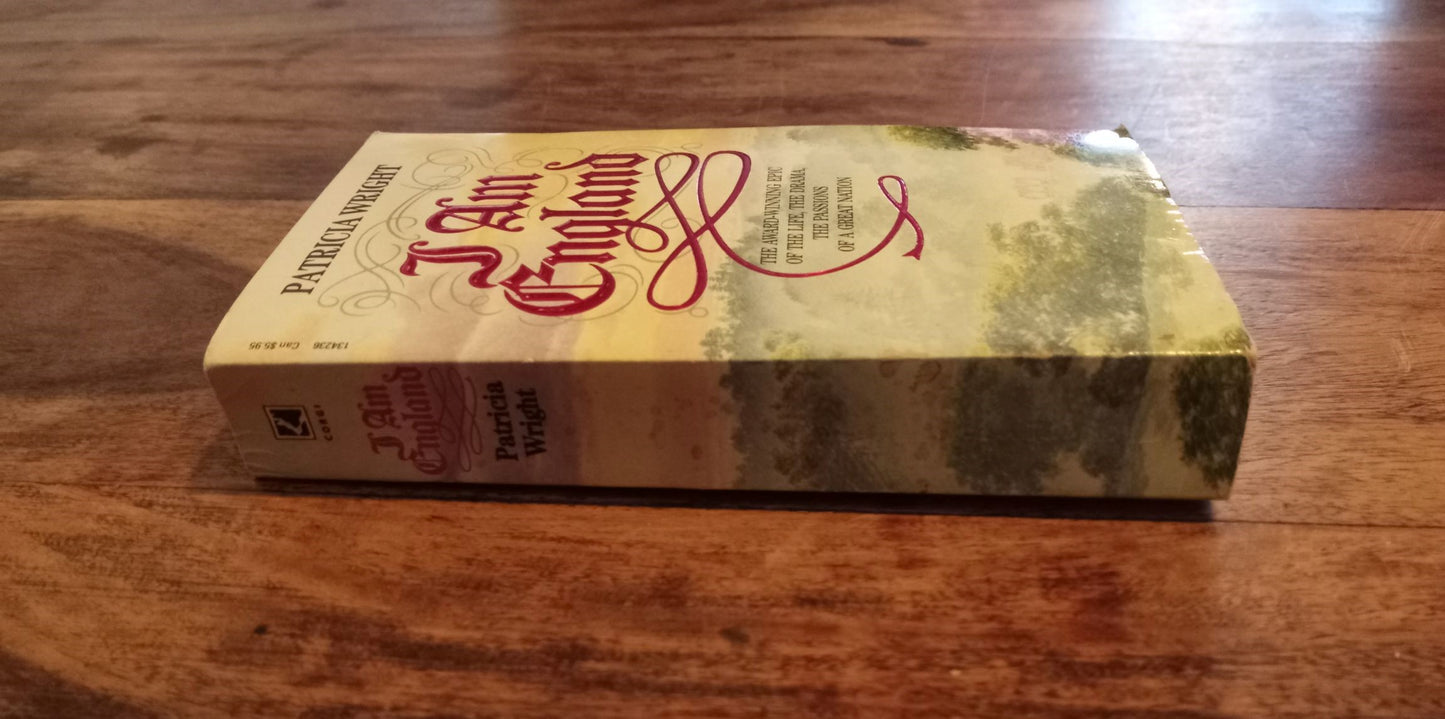 PATRICIA WRIGHT
I Am
England
THE AWARD-WINNING EPIC
OF THE LIFE, THE DRAMA
THE PASSIONS
OF A GREAT NATION
134236 Can $5.95
CORGI
I Am
England
Patricia
Wright